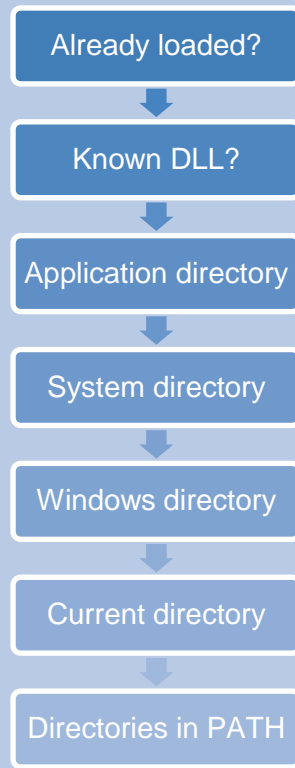 Already loaded?
Known DLL?
Application directory
System directory
Windows directory
Current directory
Directories in PATH